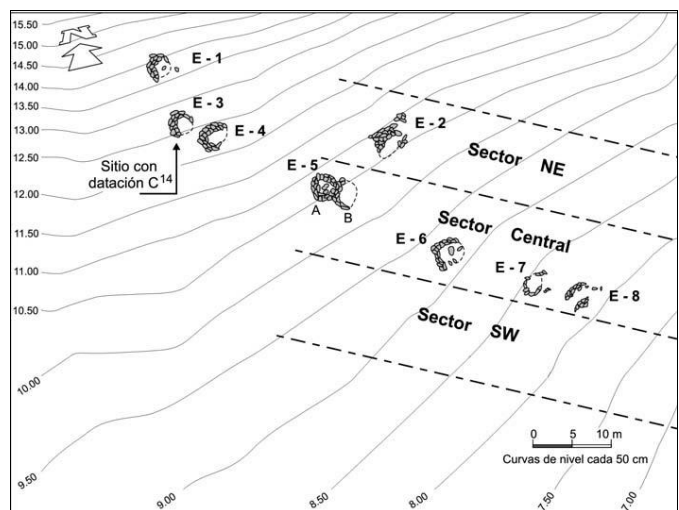 15.50
15.00
14.50
14.00
13.50
13.00
12.50
12.00
11.50
11.00
10.50
10.00
9.50
9.00
8.50
8.00
7.50
7.00
E - 1
E - 3
E - 4
E - 2
Sitio con
datación C14
E - 5
A B
E - 6
E - 7
E - 8
Sector NE
Sector Central
Sector SW
0 5 10 m
Curvas de nivel cada 50 cm